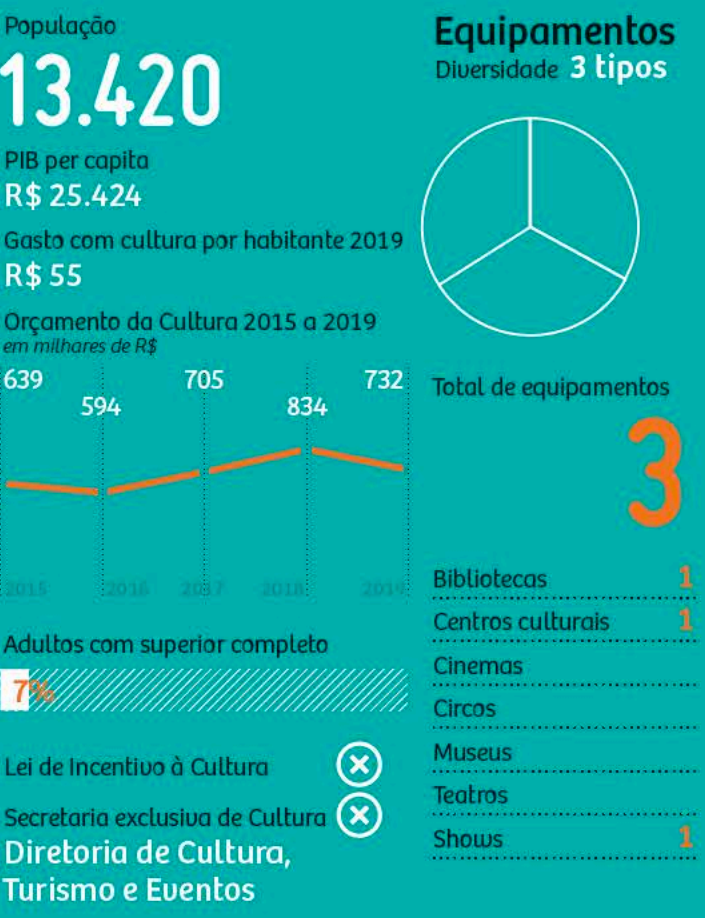 População
13.420
PIB per capita
R$ 25.424
Gasto com cultura por habitante 2019
R$ 55
Orçamento da Cultura 2015 a 2019
em milhares de R$
639
594
705
834
732
2015
2016
2017
2018
2019
Adultos com superior completo
7%
Lei de Incentivo à Cultura
Secretaria exclusiva de Cultura
Diretoria de Cultura,
Turismo e Eventos
Equipamentos
Diversidade 3 tipos
Total de equipamentos
3
Bibliotecas 1
Centros culturais 1
Cinemas
Circos
Museus
Teatros
Shows 1